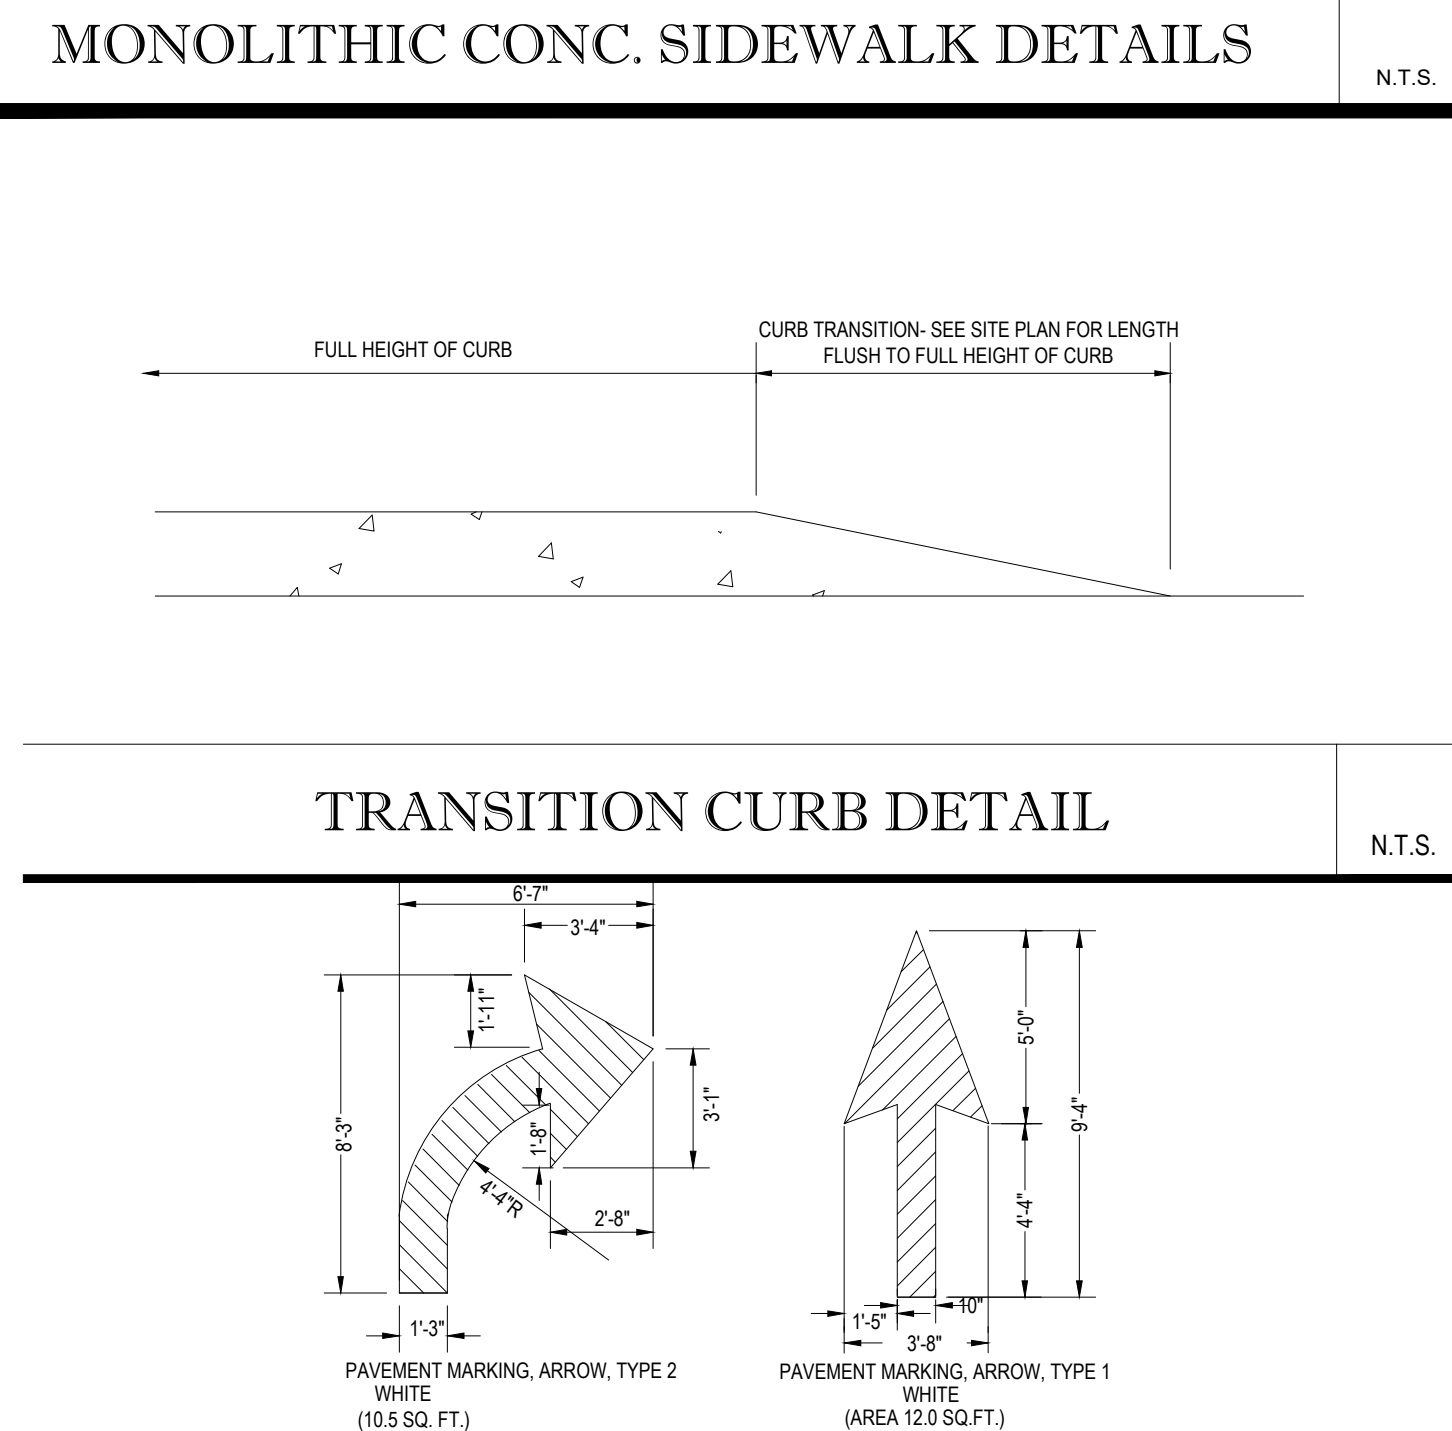 MONOLITHIC CONC. SIDEWALK DETAILS
N.T.S.
FULL HEIGHT OF CURB
CURB TRANSITION- SEE SITE PLAN FOR LENGTH
FLUSH TO FULL HEIGHT OF CURB
TRANSITION CURB DETAIL
N.T.S.
6'-7"
3'-4"
1'-11"
8'-3"
3'-1"
1'-8"
4'-4"R
2'-8"
1'-3"
PAVEMENT MARKING, ARROW, TYPE 2
WHITE
(10.5 SQ. FT.)
5'-0"
9'-4"
4'-4"
10"
1'-5"
3'-8"
PAVEMENT MARKING, ARROW, TYPE 1
WHITE
(AREA 12.0 SQ.FT.)